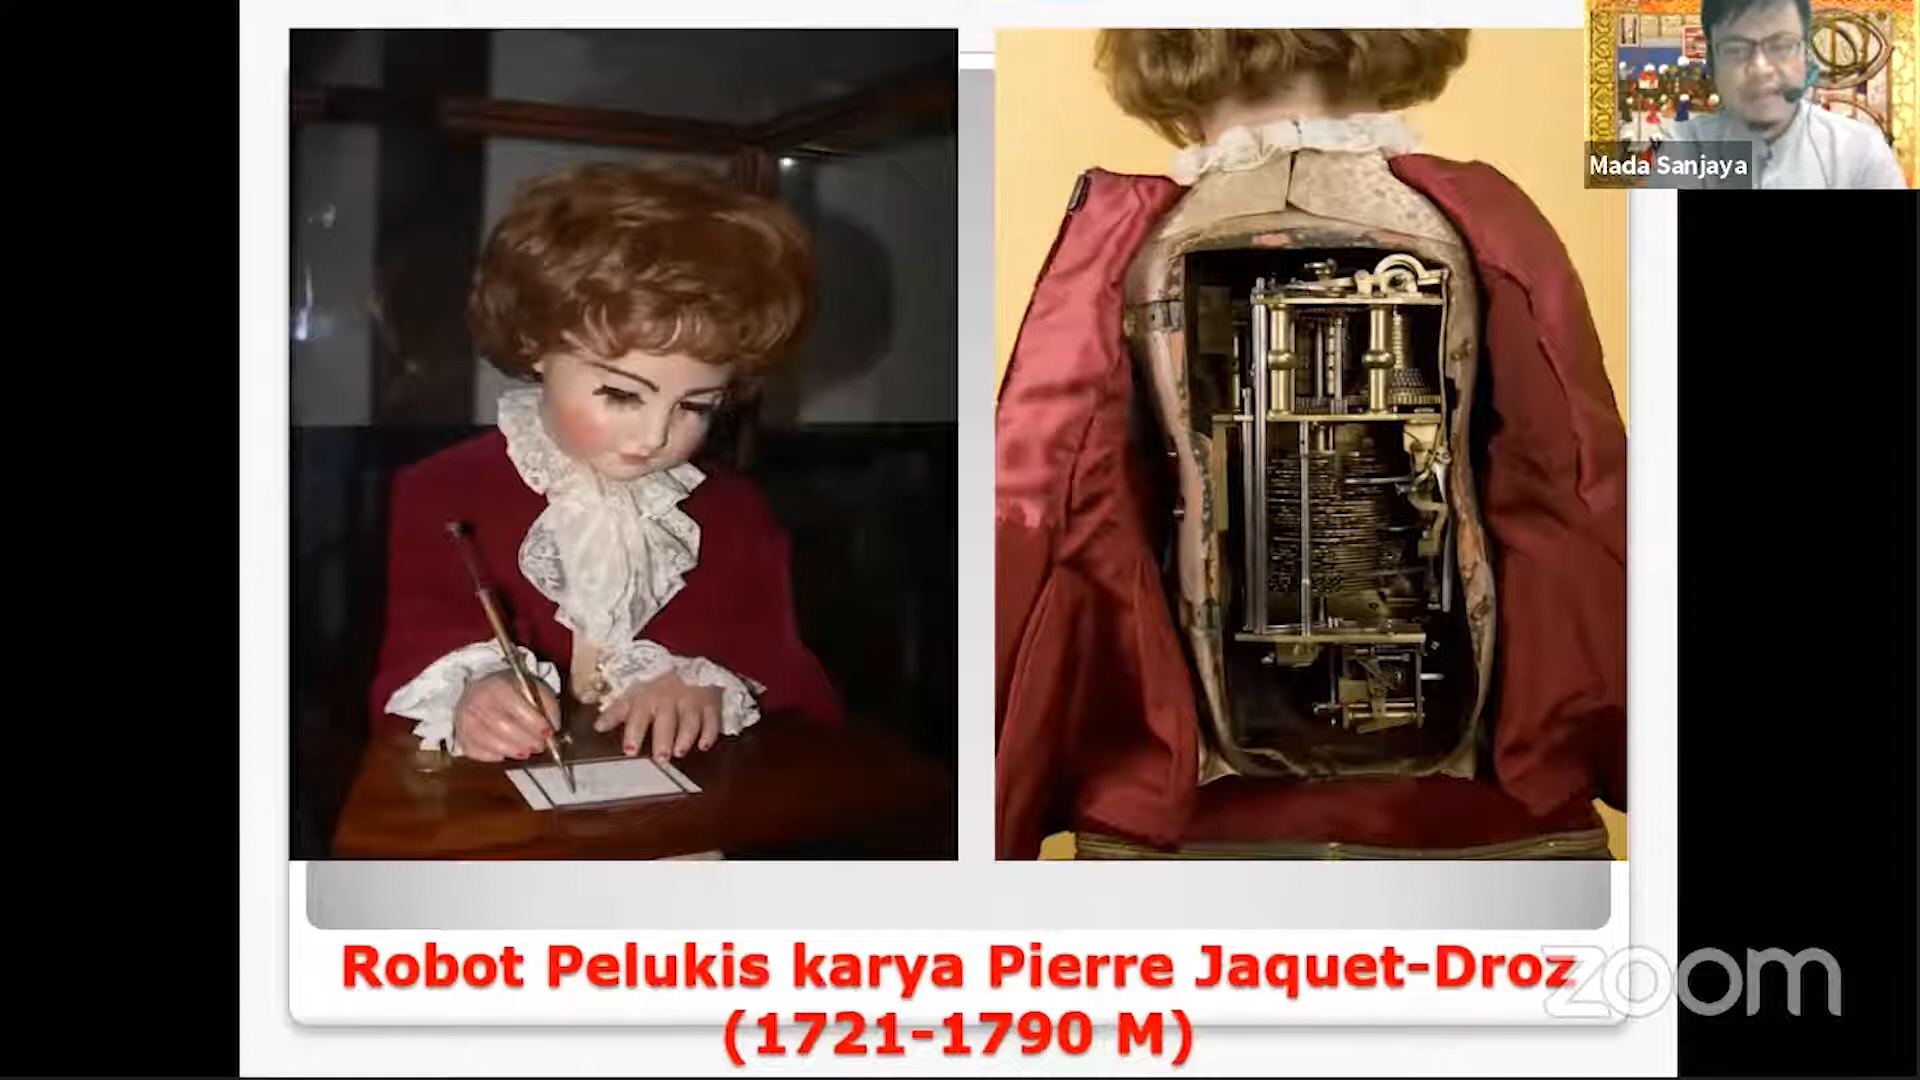 Mada Sanjaya
Robot Pelukis karya Pierre Jaquet-Droz
(1721-1790 M)
zoom